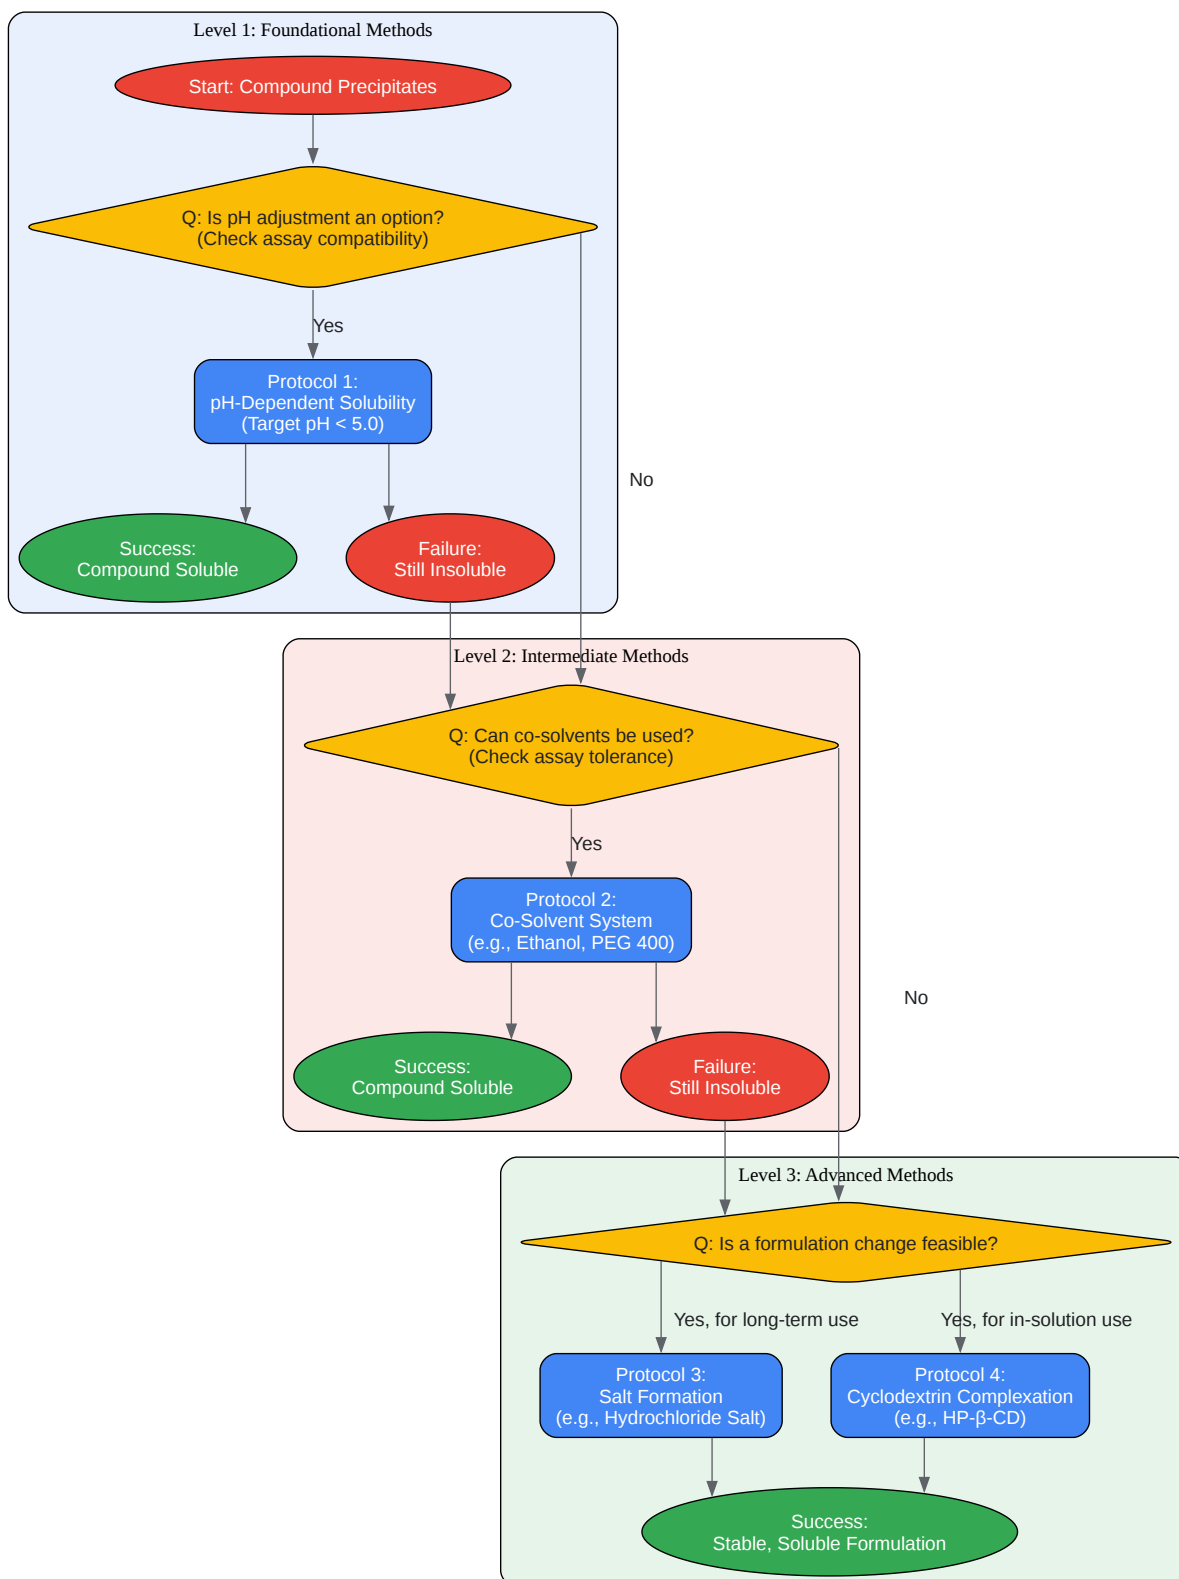 Level 1: Foundational Methods
Start: Compound Precipitates
Q: Is pH adjustment an option?
(Check assay compatibility)
Yes
Protocol 1:
pH-Dependent Solubility
(Target pH < 5.0)
No
Success:
Compound Soluble
Failure:
Still Insoluble
Level 2: Intermediate Methods
Q: Can co-solvents be used?
(Check assay tolerance)
Yes
Protocol 2:
Co-Solvent System
(e.g., Ethanol, PEG 400)
No
Success:
Compound Soluble
Failure:
Still Insoluble
Level 3: Advanced Methods
Q: Is a formulation change feasible?
Yes, for long-term use
Yes, for in-solution use
Protocol 3:
Salt Formation
(e.g., Hydrochloride Salt)
Protocol 4:
Cyclodextrin Complexation
(e.g., HP-β-CD)
Success:
Stable, Soluble Formulation